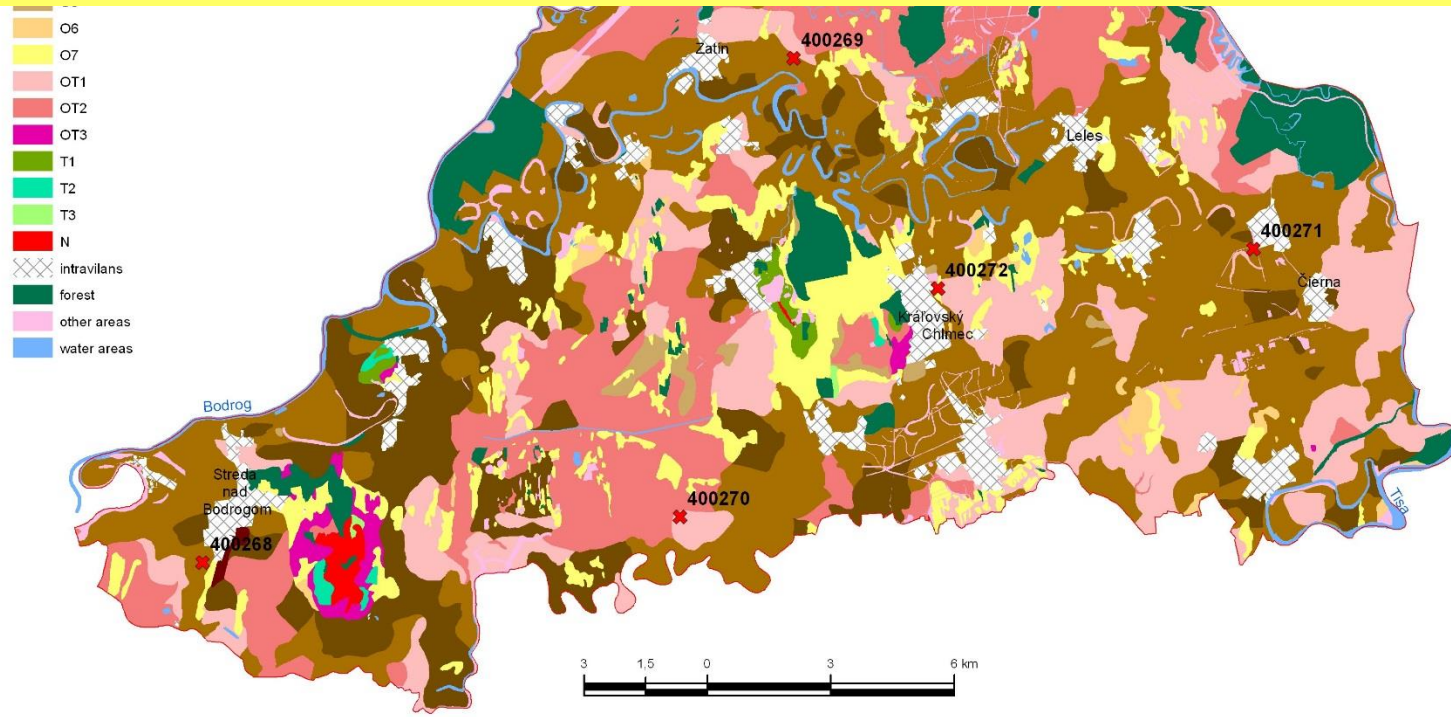 O6
O7
OT1
OT2
OT3
T1
T2
T3
N
intravilans
forest
other areas
water areas
Zatín
400269
Leles
400271
Čierna
400272
Kráľovský
Chlmec
Bodrog
Streda
nad
Bodrogom
400268
400270
Tisa
3 1,5 0 3 6 km